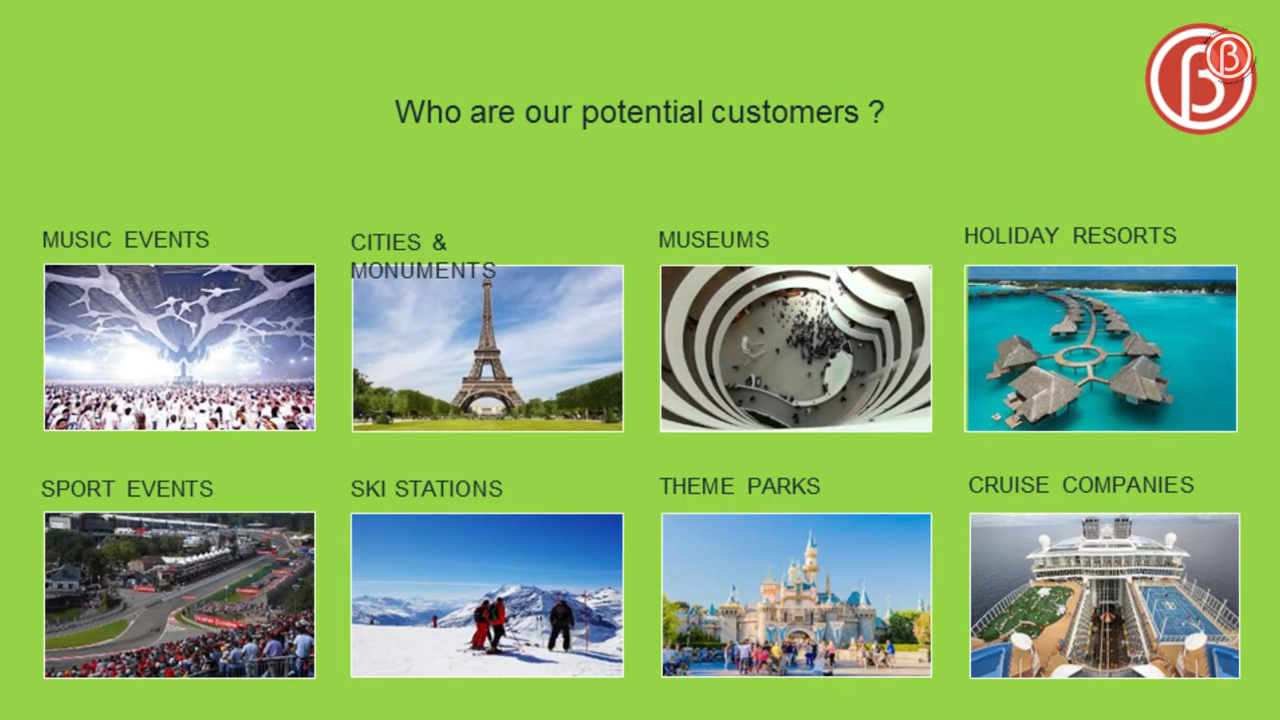 Who are our potential customers ?
MUSIC EVENTS
CITIES &
MONUMENTS
MUSEUMS
HOLIDAY RESORTS
SPORT EVENTS
SKI STATIONS
THEME PARKS
CRUISE COMPANIES